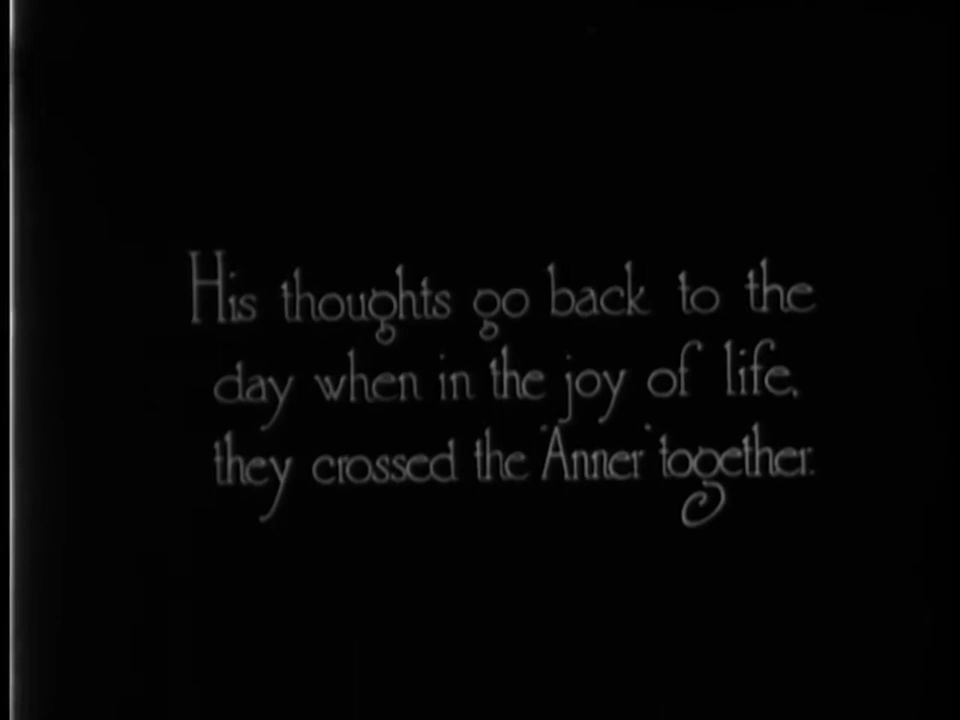 His thoughts go back to the
day when in the joy of life,
they crossed the "Anner" together.